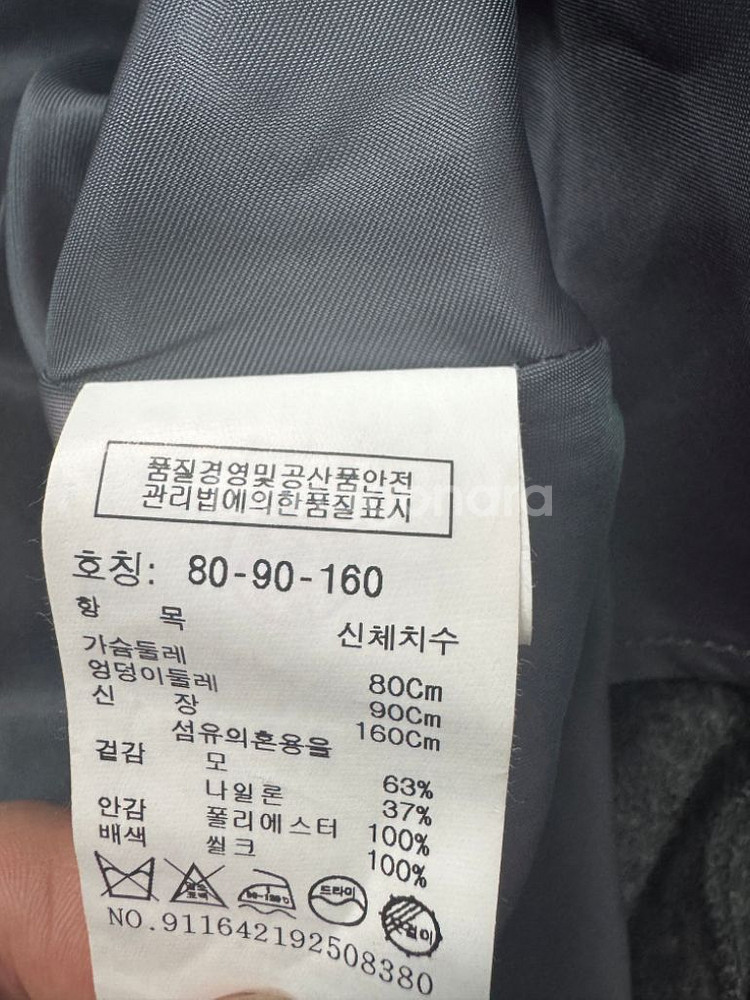 품질경영및공산품안전
관리법에의한품질표시
호칭: 80-90-160
항 목 신체치수
가슴둘레 80Cm
엉덩이둘레 90Cm
신 장 160Cm
섬유의혼용율
겉감 모 63%
나일론 37%
안감 폴리에스터 100%
배색 씰크 100%
드라이
NO.911642192508380